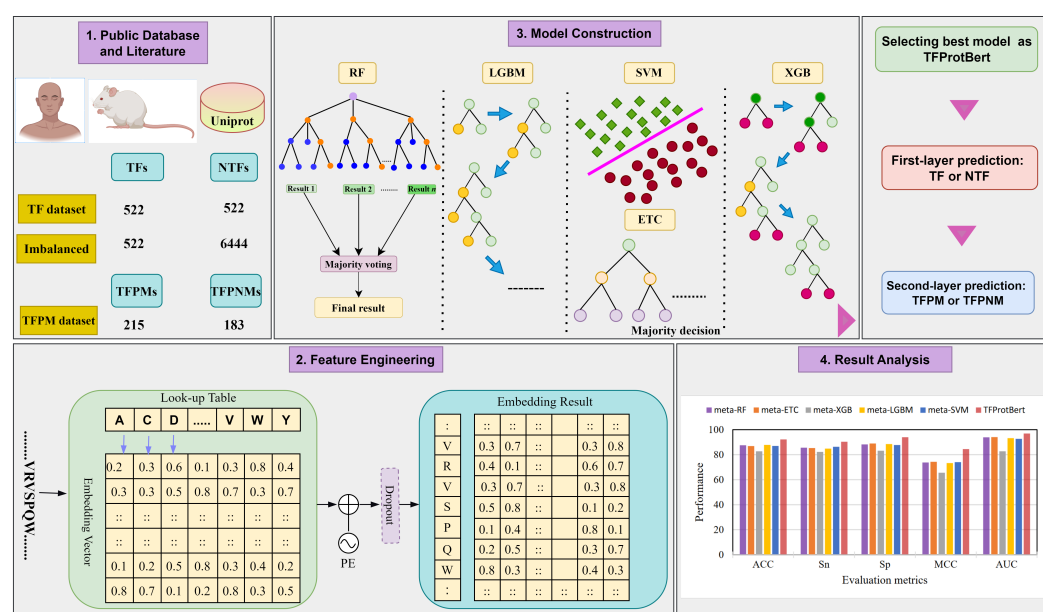 1. Public Database
and Literature
Uniprot
TFs
NTFs
TF dataset
522
522
Imbalanced
522
6444
TFPMs
TFPNMs
TFPM dataset
215
183
3. Model Construction
RF
LGBM
SVM
XGB
.....
Result 1
Result 2
........
Result n
Majority voting
Final result
ETC
Majority decision
Selecting best model as
TFProtBert
First-layer prediction:
TF or NTF
Second-layer prediction:
TFPM or TFPNM
2. Feature Engineering
........VRVSPQW.......
Look-up Table
Embedding Vector
A C D ..... V W Y
0.2 0.3 0.6 0.1 0.3 0.8 0.4
0.3 0.3 0.5 0.8 0.7 0.3 0.7
:: :: :: :: :: :: ::
:: :: :: :: :: :: ::
0.1 0.2 0.5 0.8 0.3 0.4 0.2
0.8 0.7 0.1 0.2 0.8 0.3 0.5
PE
Dropout
Embedding Result
: :: :: :: :: ::
V 0.3 0.7 :: 0.3 0.8
R 0.4 0.1 :: 0.6 0.7
V 0.3 0.7 :: 0.3 0.8
S 0.5 0.8 :: 0.1 0.2
P 0.1 0.4 :: 0.8 0.1
Q 0.2 0.5 :: 0.3 0.7
W 0.8 0.3 :: 0.4 0.3
: :: :: :: :: :: ::
4. Result Analysis
meta-RF meta-ETC meta-XGB meta-LGBM meta-SVM TFProtBert
Performance
100
80
60
40
20
0
ACC Sn Sp MCC AUC
Evaluation metrics